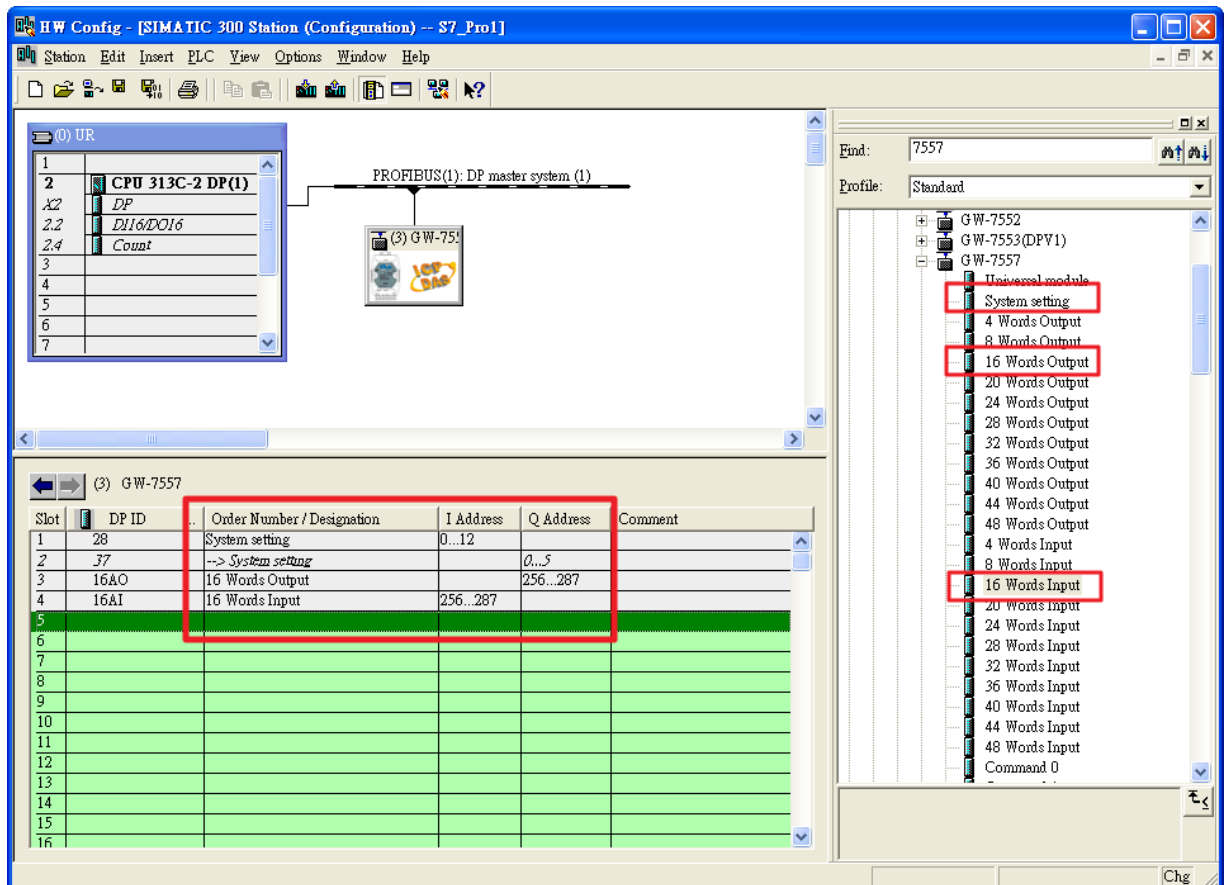 HW Config - [SIMATIC 300 Station (Configuration) -- S7_Pro1]
Station Edit Insert PLC View Options Window Help
(0) UR
1
2 CPU 313C-2 DP(1)
X2 DP
2.2 DI16/DO16
2.4 Count
3
4
5
6
7
PROFIBUS(1): DP master system (1)
(3) GW-755
ICP DAS
Find: 7557
Profile: Standard
GW-7552
GW-7553(DPV1)
GW-7557
Universal module
System setting
4 Words Output
8 Words Output
16 Words Output
20 Words Output
24 Words Output
28 Words Output
32 Words Output
36 Words Output
40 Words Output
44 Words Output
48 Words Output
4 Words Input
8 Words Input
16 Words Input
20 Words Input
24 Words Input
28 Words Input
32 Words Input
36 Words Input
40 Words Input
44 Words Input
48 Words Input
Command 0
(3) GW-7557
Slot DP ID ... Order Number / Designation I Address Q Address Comment
1 28 System setting 0...12
2 37 --> System setting 0...5
3 16AO 16 Words Output 256...287
4 16AI 16 Words Input 256...287
5
6
7
8
9
10
11
12
13
14
15
16
Chg